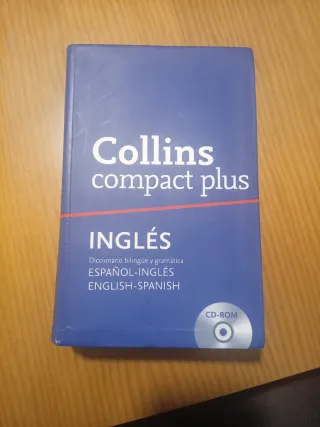 Collins
compact plus
INGLÉS
Diccionario bilingüe y gramática
ESPAÑOL-INGLÉS
ENGLISH-SPANISH
CD-ROM